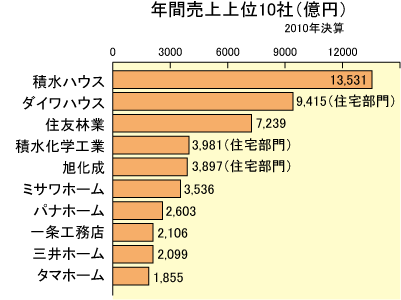 年間売上上位10社（億円）
2010年決算
0 3000 6000 9000 12000
積水ハウス 13,531
ダイワハウス 9,415（住宅部門）
住友林業 7,239
積水化学工業 3,981（住宅部門）
旭化成 3,897（住宅部門）
ミサワホーム 3,536
パナホーム 2,603
一条工務店 2,106
三井ホーム 2,099
タマホーム 1,855